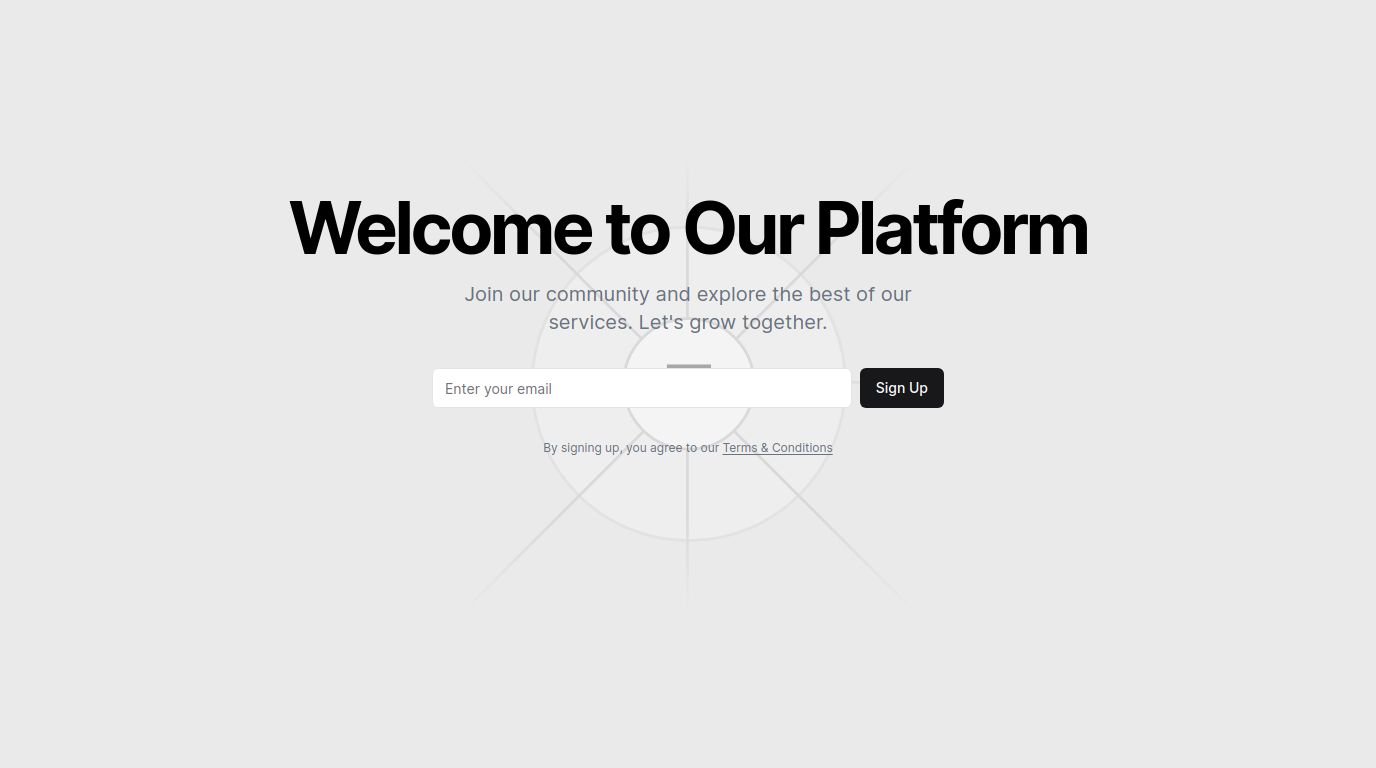 Welcome to Our Platform
Join our community and explore the best of our
services. Let's grow together.
Enter your email
Sign Up
By signing up, you agree to our Terms & Conditions